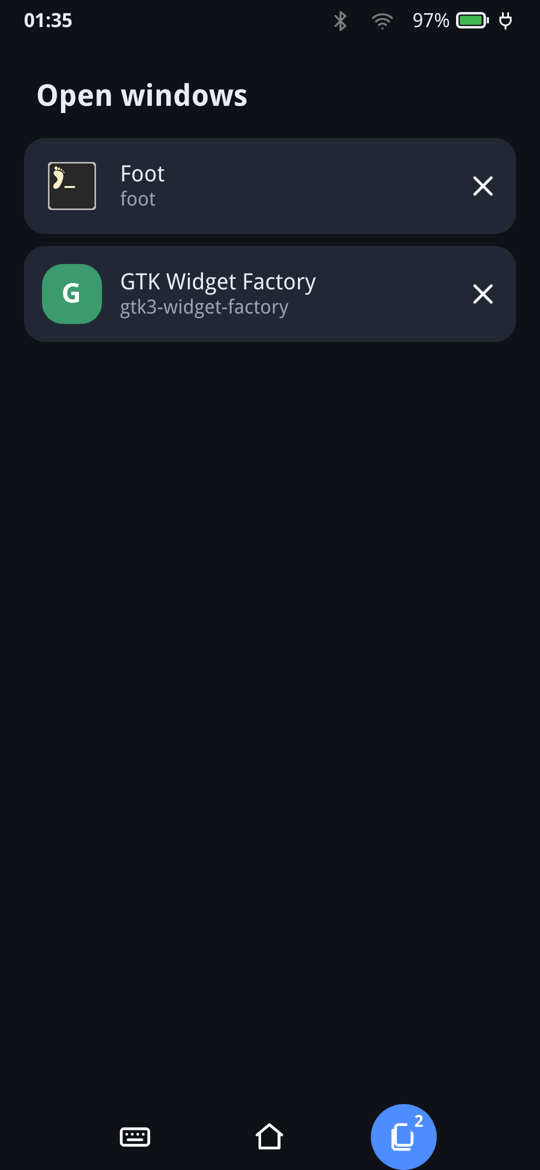 01:35
97%
Open windows
Foot
foot
G
GTK Widget Factory
gtk3-widget-factory
2